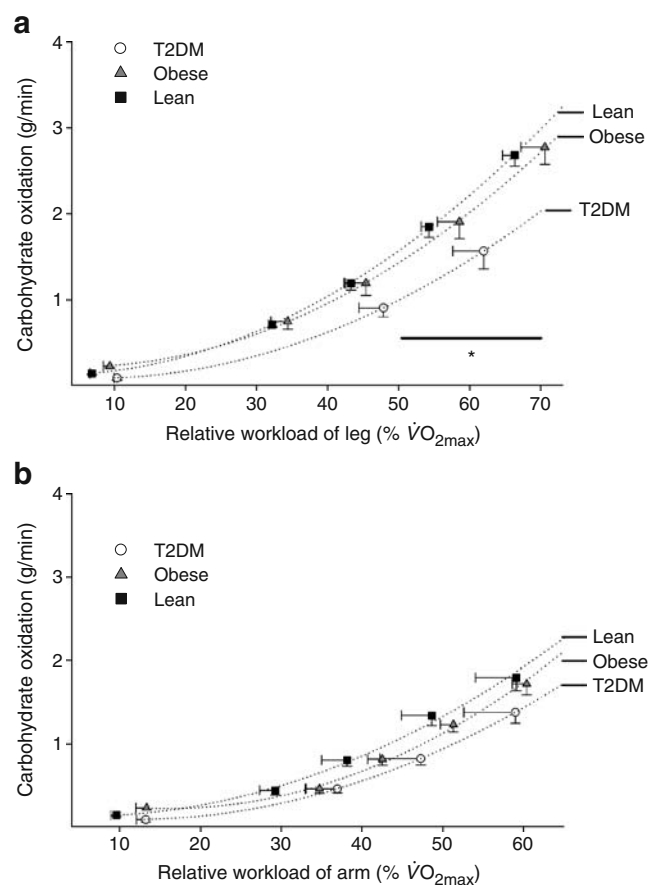 a
4
3
2
1
Carbohydrate oxidation (g/min)
T2DM
Obese
Lean
Lean
Obese
T2DM
*
10 20 30 40 50 60 70
Relative workload of leg (% V̇O2max)
b
4
3
2
1
Carbohydrate oxidation (g/min)
T2DM
Obese
Lean
Lean
Obese
T2DM
10 20 30 40 50 60
Relative workload of arm (% V̇O2max)